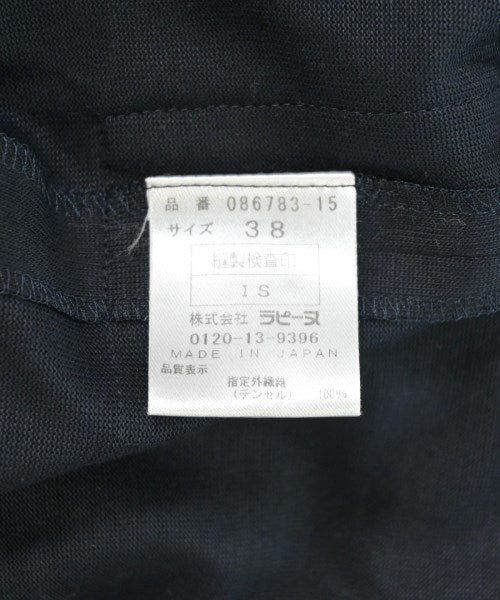 品番 086783-15
サイズ 38
縫製検査印
IS
株式会社 ラピーヌ
0120-13-9396
MADE IN JAPAN
品質表示
指定外繊維
(テンセル) 100%